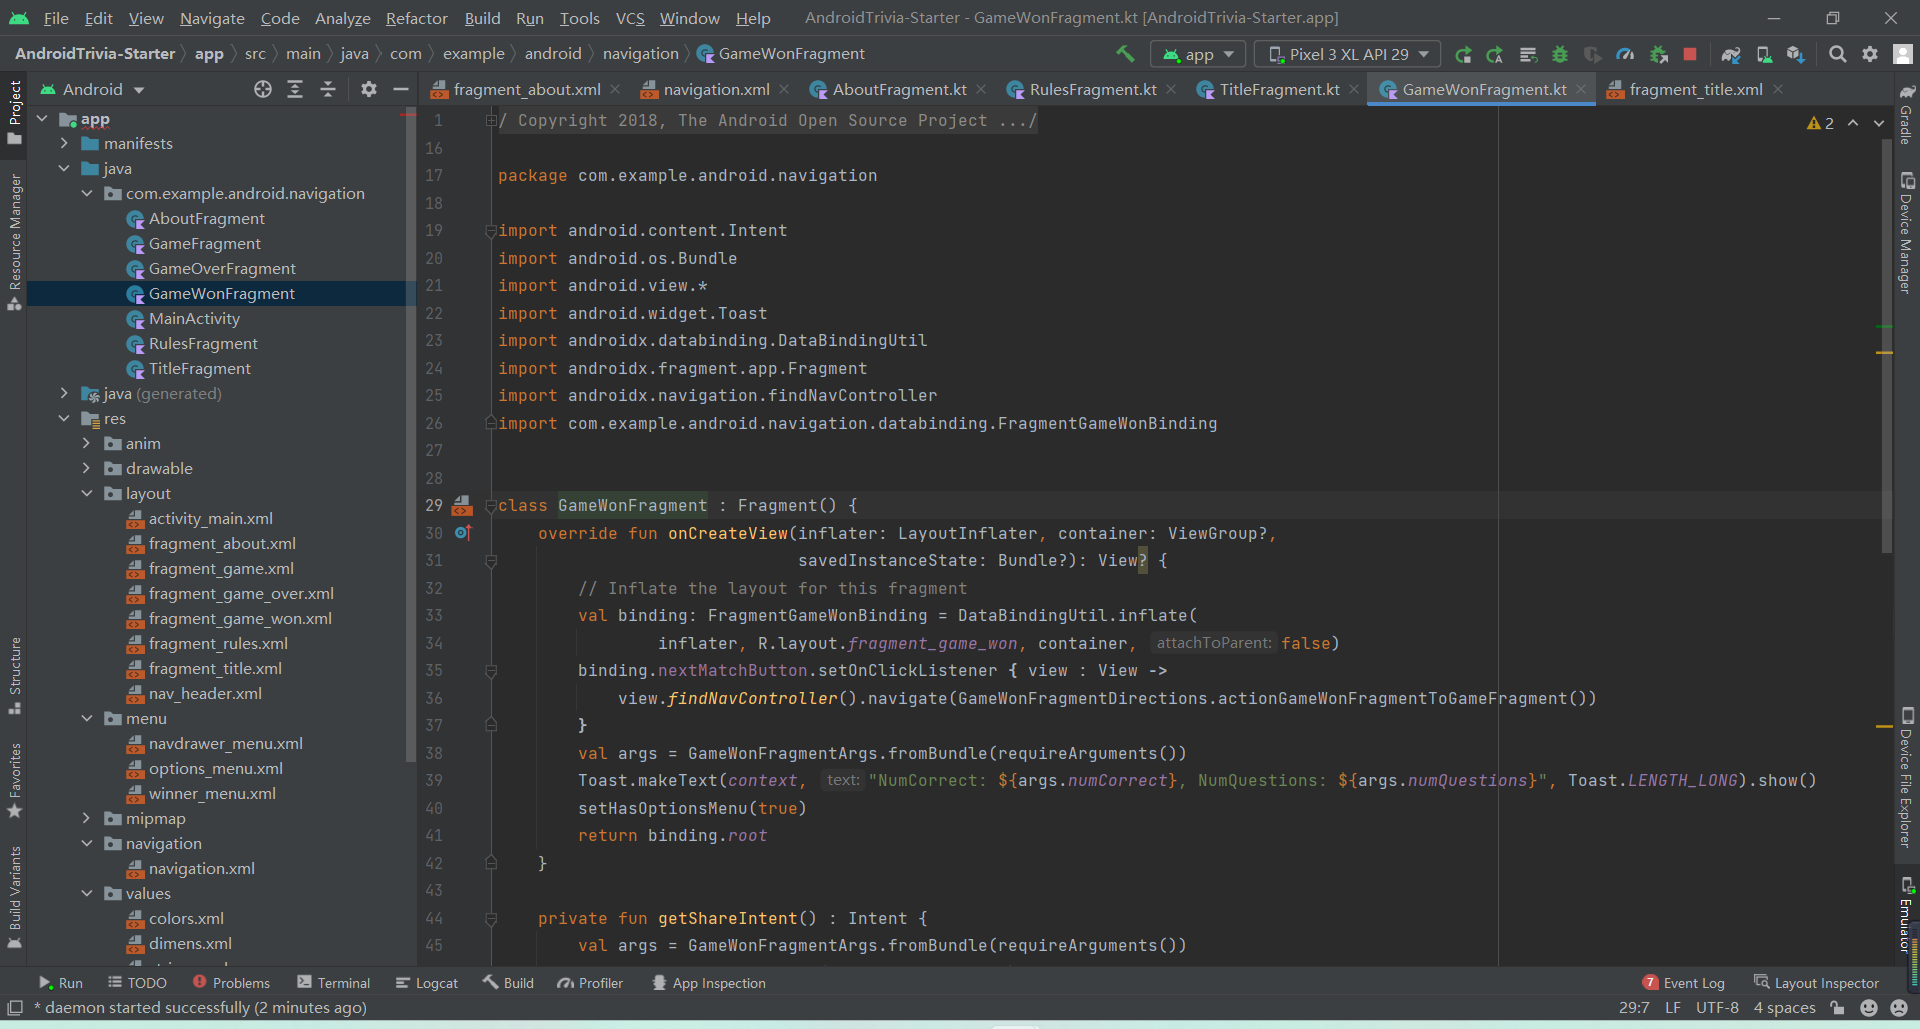 File Edit View Navigate Code Analyze Refactor Build Run Tools VCS Window Help AndroidTrivia-Starter - GameWonFragment.kt [AndroidTrivia-Starter.app]
AndroidTrivia-Starter app src main java com example android navigation GameWonFragment app Pixel 3 XL API 29
Android
fragment_about.xml navigation.xml AboutFragment.kt RulesFragment.kt TitleFragment.kt GameWonFragment.kt fragment_title.xml
Project
Resource Manager
Structure
Favorites
Build Variants
app
manifests
java
com.example.android.navigation
AboutFragment
GameFragment
GameOverFragment
GameWonFragment
MainActivity
RulesFragment
TitleFragment
java (generated)
res
anim
drawable
layout
activity_main.xml
fragment_about.xml
fragment_game.xml
fragment_game_over.xml
fragment_game_won.xml
fragment_rules.xml
fragment_title.xml
nav_header.xml
menu
navdrawer_menu.xml
options_menu.xml
winner_menu.xml
mipmap
navigation
navigation.xml
values
colors.xml
dimens.xml
1 / Copyright 2018, The Android Open Source Project .../
16
17 package com.example.android.navigation
18
19 import android.content.Intent
20 import android.os.Bundle
21 import android.view.*
22 import android.widget.Toast
23 import androidx.databinding.DataBindingUtil
24 import androidx.fragment.app.Fragment
25 import androidx.navigation.findNavController
26 import com.example.android.navigation.databinding.FragmentGameWonBinding
27
28
29 class GameWonFragment : Fragment() {
30 override fun onCreateView(inflater: LayoutInflater, container: ViewGroup?,
31 savedInstanceState: Bundle?): View? {
32 // Inflate the layout for this fragment
33 val binding: FragmentGameWonBinding = DataBindingUtil.inflate(
34 inflater, R.layout.fragment_game_won, container, attachToParent: false)
35 binding.nextMatchButton.setOnClickListener { view : View ->
36 view.findNavController().navigate(GameWonFragmentDirections.actionGameWonFragmentToGameFragment())
37 }
38 val args = GameWonFragmentArgs.fromBundle(requireArguments())
39 Toast.makeText(context, text: "NumCorrect: ${args.numCorrect}, NumQuestions: ${args.numQuestions}", Toast.LENGTH_LONG).show()
40 setHasOptionsMenu(true)
41 return binding.root
42 }
43
44 private fun getShareIntent() : Intent {
45 val args = GameWonFragmentArgs.fromBundle(requireArguments())
2
Gradle
Device Manager
Device File Explorer
Emulator
Run TODO Problems Terminal Logcat Build Profiler App Inspection 7 Event Log Layout Inspector
* daemon started successfully (2 minutes ago) 29:7 LF UTF-8 4 spaces